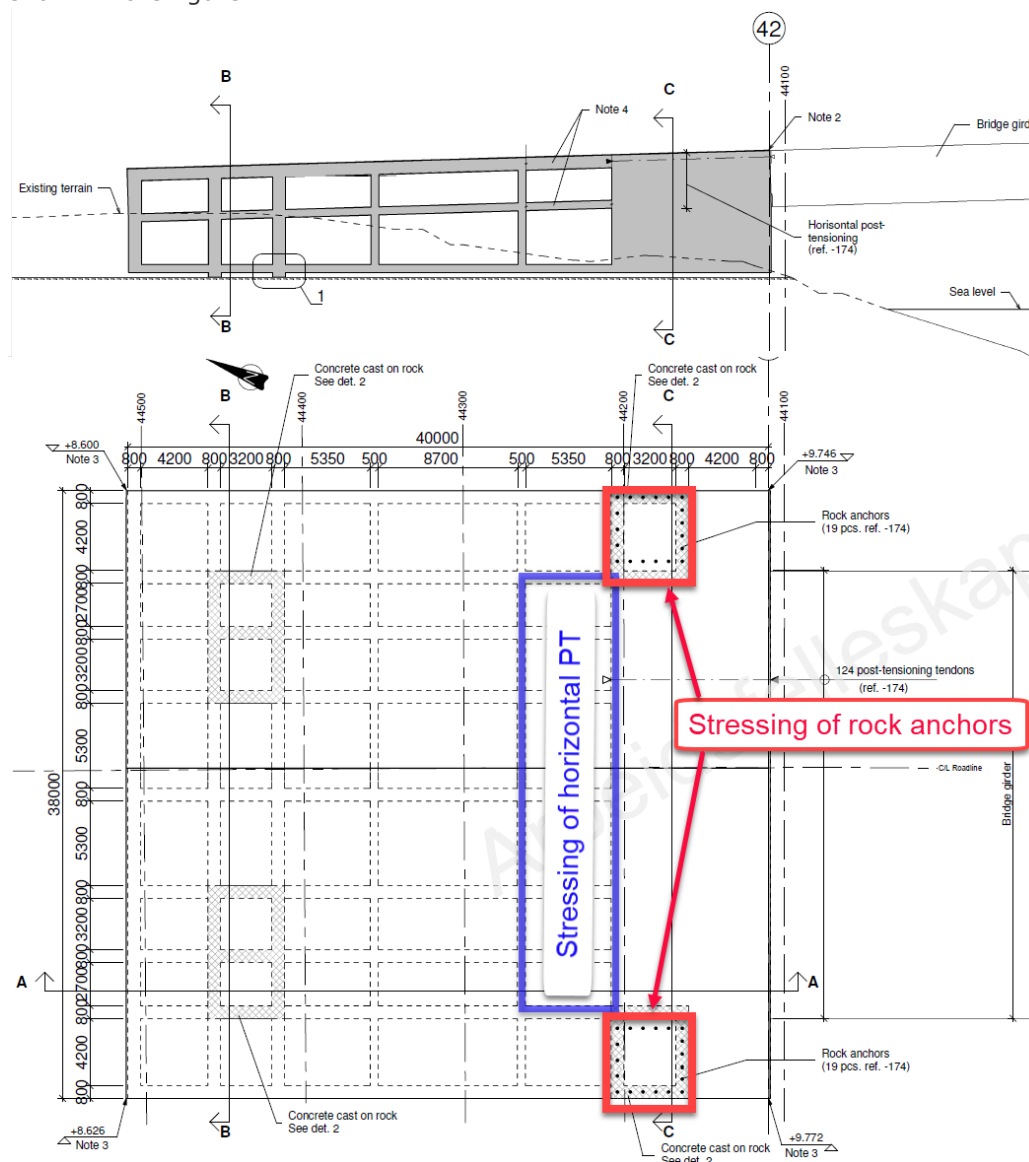 42
B
C
44100
Note 4
Note 2
Bridge gird
Existing terrain
Horisontal post-
tensioning
(ref. -174)
1
Sea level
B
C
N
Concrete cast on rock
See det. 2
Concrete cast on rock
See det. 2
B
C
44500
44400
44300
44200
44100
40000
+8.600
Note 3
+9.746
Note 3
800 4200 800 3200 800 5350 500 8700 500 5350 800 3200 800 4200 800
Rock anchors
(19 pcs. ref. -174)
800
4200
800
2700
800
3200
800
5300
800
5300
800
3200
800
2700
800
4200
800
38000
Stressing of horizontal PT
124 post-tensioning tendons
(ref. -174)
Stressing of rock anchors
C/L Roadline
Bridge girder
A
A
Rock anchors
(19 pcs. ref. -174)
+8.626
Note 3
B
Concrete cast on rock
See det. 2
C
Concrete cast on rock
See det. 2
+9.772
Note 3